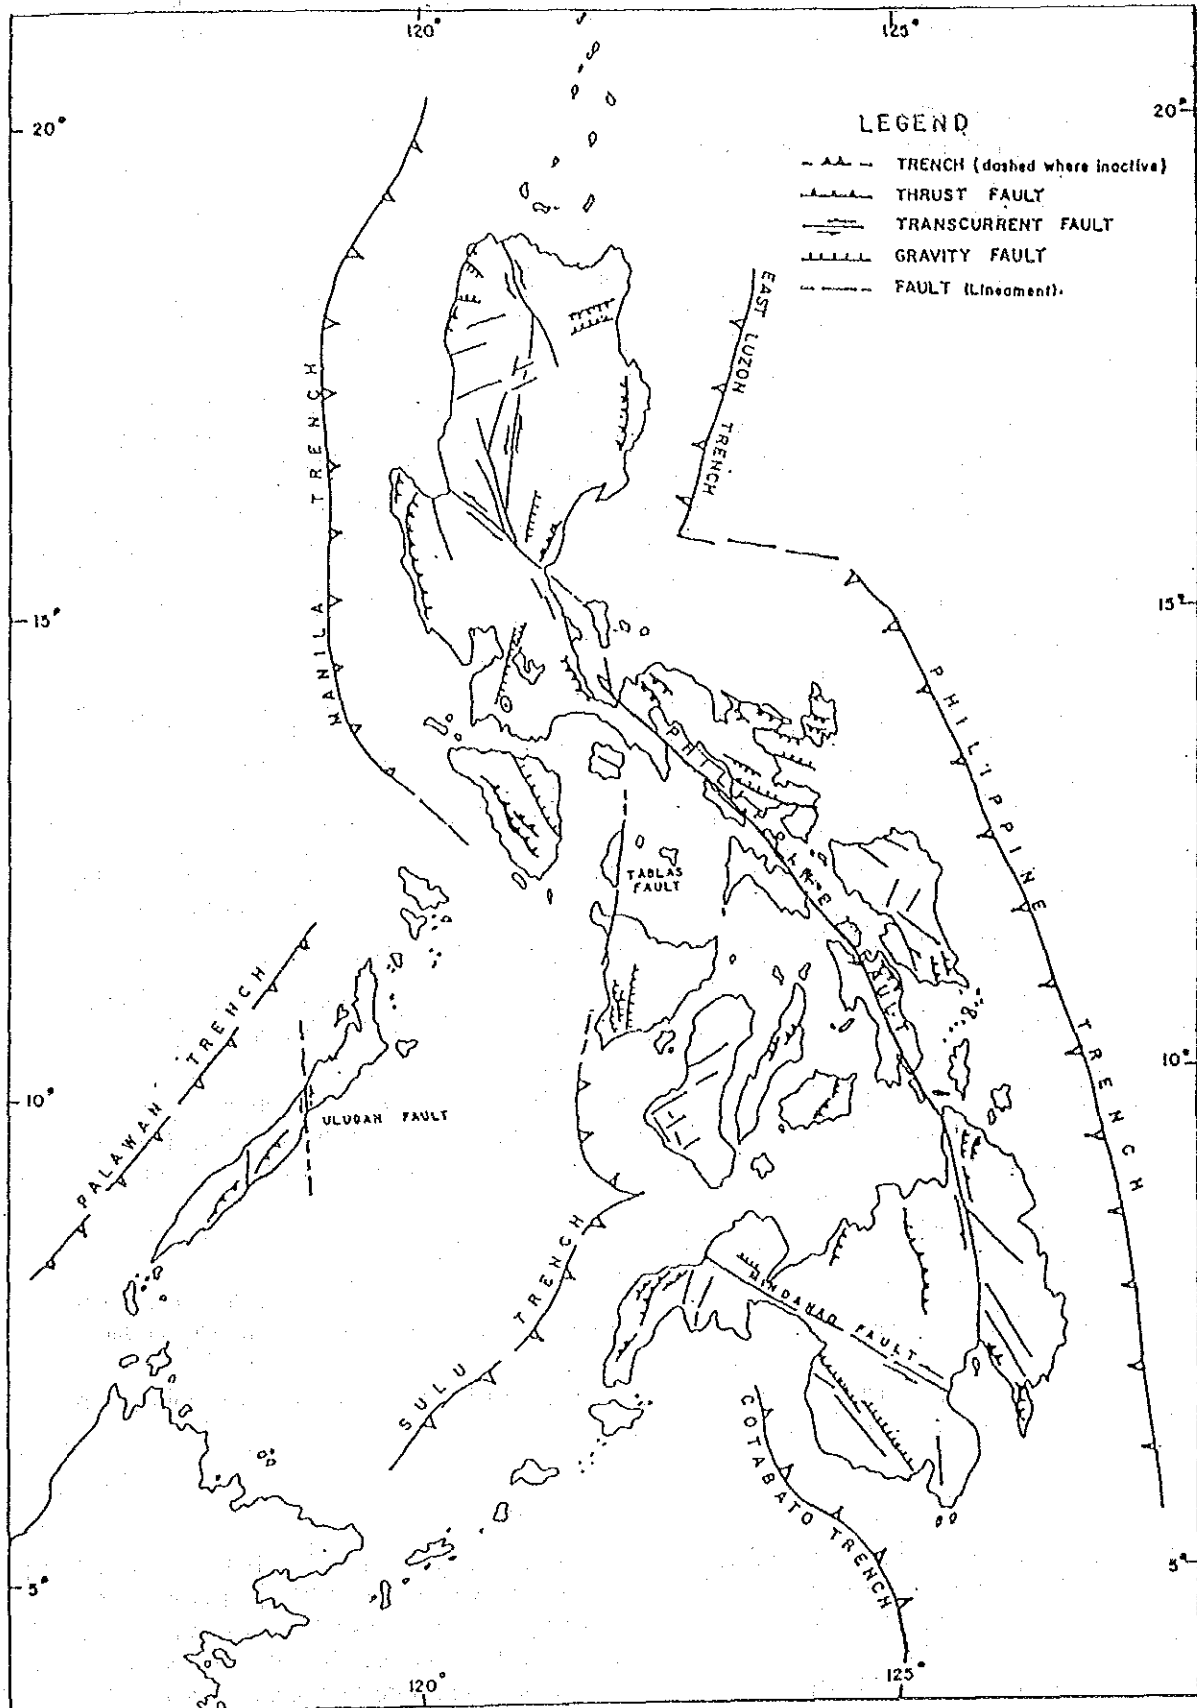 120°
125°
20°
20°
LEGEND
TRENCH (dashed where inactive)
THRUST FAULT
TRANSCURRENT FAULT
GRAVITY FAULT
FAULT (Lineament).
EAST LUZON TRENCH
MANILA TRENCH
15°
15°
PHILIPPINE TRENCH
PHILIPPINE FAULT
TABLAS
FAULT
PALAWAN TRENCH
10°
10°
ULUGAN FAULT
SULU TRENCH
MINDANAO FAULT
COTABATO TRENCH
5°
5°
120°
125°